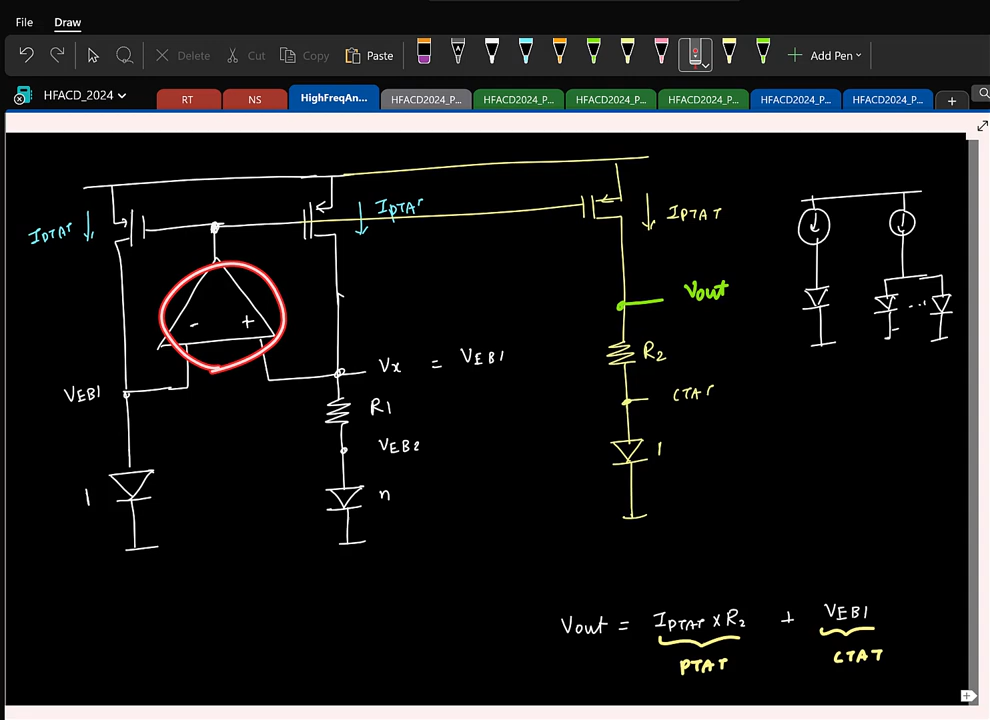 File Draw
Delete Cut Copy Paste A Add Pen
HFACD_2024 RT NS HighFreqAn... HFACD2024_P... HFACD2024_P... HFACD2024_P... HFACD2024_P... HFACD2024_P... HFACD2024_P...
IPTAT
IPTAT
IPTAT
- +
Vout
VEB1
Vx = VEB1
R2
CTAT
R1
VEB2
1
1
n
Vout = IPTAT x R2 + VEB1
PTAT
CTAT